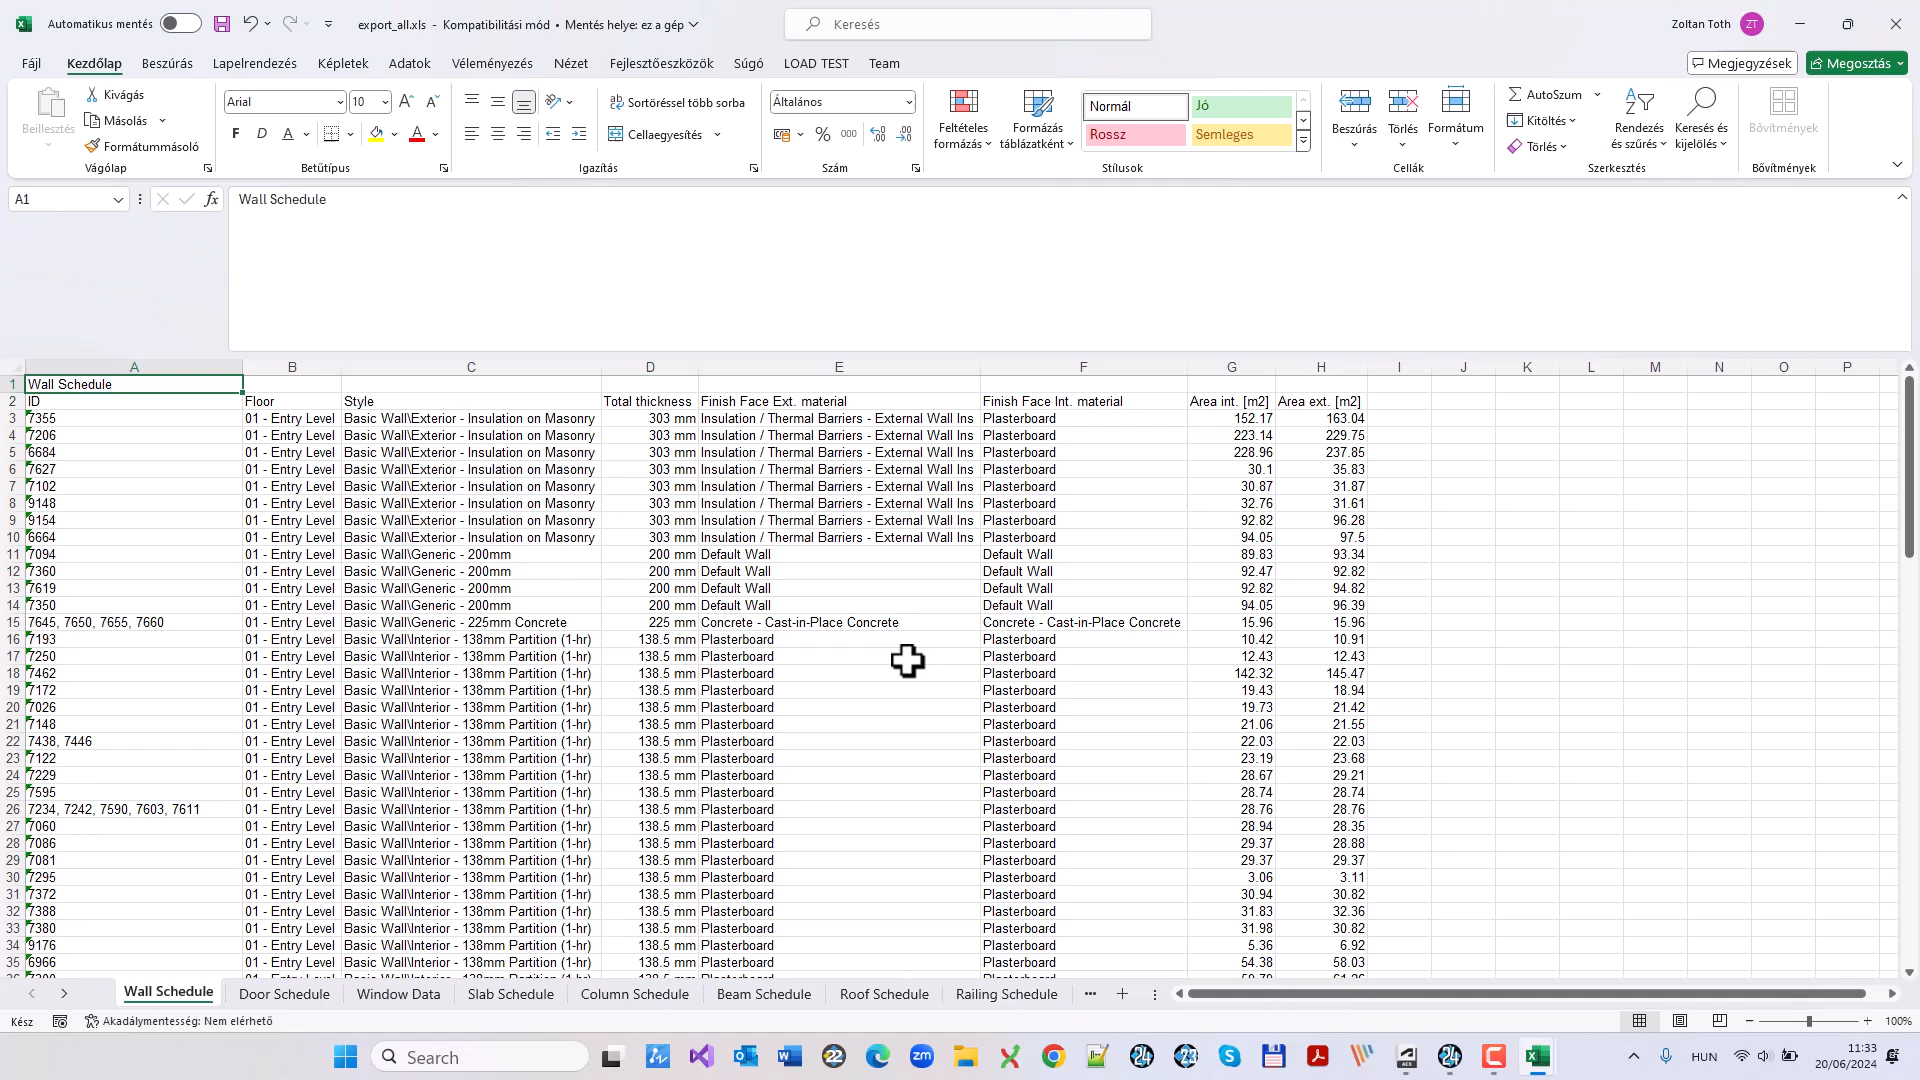 Automatikus mentés export_all.xls - Kompatibilitási mód • Mentés helye: ez a gép Keresés Zoltan Toth ZT
Fájl Kezdőlap Beszúrás Lapelrendezés Képletek Adatok Véleményezés Nézet Fejlesztőeszközök Súgó LOAD TEST Team Megjegyzések Megosztás
Beillesztés Kivágás Másolás Formátummásoló Vágólap
Arial 10 F D A A Betűtípus
Sortöréssel több sorba Cellaegyesítés Igazítás
Általános % 000 Szám
Feltételes formázás Formázás táblázatként Normál Jó Rossz Semleges Stílusok
Beszúrás Törlés Formátum Cellák
AutoSzum Kitöltés Törlés Rendezés és szűrés Keresés és kijelölés Szerkesztés
Bővítmények Bővítmények
A1 fx Wall Schedule
A B C D E F G H I J K L M N O P
1 Wall Schedule
2 ID Floor Style Total thickness Finish Face Ext. material Finish Face Int. material Area int. [m2] Area ext. [m2]
3 7355 01 - Entry Level Basic Wall\Exterior - Insulation on Masonry 303 mm Insulation / Thermal Barriers - External Wall Ins Plasterboard 152.17 163.04
4 7206 01 - Entry Level Basic Wall\Exterior - Insulation on Masonry 303 mm Insulation / Thermal Barriers - External Wall Ins Plasterboard 223.14 229.75
5 6684 01 - Entry Level Basic Wall\Exterior - Insulation on Masonry 303 mm Insulation / Thermal Barriers - External Wall Ins Plasterboard 228.96 237.85
6 7627 01 - Entry Level Basic Wall\Exterior - Insulation on Masonry 303 mm Insulation / Thermal Barriers - External Wall Ins Plasterboard 30.1 35.83
7 7102 01 - Entry Level Basic Wall\Exterior - Insulation on Masonry 303 mm Insulation / Thermal Barriers - External Wall Ins Plasterboard 30.87 31.87
8 9148 01 - Entry Level Basic Wall\Exterior - Insulation on Masonry 303 mm Insulation / Thermal Barriers - External Wall Ins Plasterboard 32.76 31.61
9 9154 01 - Entry Level Basic Wall\Exterior - Insulation on Masonry 303 mm Insulation / Thermal Barriers - External Wall Ins Plasterboard 92.82 96.28
10 6664 01 - Entry Level Basic Wall\Exterior - Insulation on Masonry 303 mm Insulation / Thermal Barriers - External Wall Ins Plasterboard 94.05 97.5
11 7094 01 - Entry Level Basic Wall\Generic - 200mm 200 mm Default Wall Default Wall 89.83 93.34
12 7360 01 - Entry Level Basic Wall\Generic - 200mm 200 mm Default Wall Default Wall 92.47 92.82
13 7619 01 - Entry Level Basic Wall\Generic - 200mm 200 mm Default Wall Default Wall 92.82 94.82
14 7350 01 - Entry Level Basic Wall\Generic - 200mm 200 mm Default Wall Default Wall 94.05 96.39
15 7645, 7650, 7655, 7660 01 - Entry Level Basic Wall\Generic - 225mm Concrete 225 mm Concrete - Cast-in-Place Concrete Concrete - Cast-in-Place Concrete 15.96 15.96
16 7193 01 - Entry Level Basic Wall\Interior - 138mm Partition (1-hr) 138.5 mm Plasterboard Plasterboard 10.42 10.91
17 7250 01 - Entry Level Basic Wall\Interior - 138mm Partition (1-hr) 138.5 mm Plasterboard Plasterboard 12.43 12.43
18 7462 01 - Entry Level Basic Wall\Interior - 138mm Partition (1-hr) 138.5 mm Plasterboard Plasterboard 142.32 145.47
19 7172 01 - Entry Level Basic Wall\Interior - 138mm Partition (1-hr) 138.5 mm Plasterboard Plasterboard 19.43 18.94
20 7026 01 - Entry Level Basic Wall\Interior - 138mm Partition (1-hr) 138.5 mm Plasterboard Plasterboard 19.73 21.42
21 7148 01 - Entry Level Basic Wall\Interior - 138mm Partition (1-hr) 138.5 mm Plasterboard Plasterboard 21.06 21.55
22 7438, 7446 01 - Entry Level Basic Wall\Interior - 138mm Partition (1-hr) 138.5 mm Plasterboard Plasterboard 22.03 22.03
23 7122 01 - Entry Level Basic Wall\Interior - 138mm Partition (1-hr) 138.5 mm Plasterboard Plasterboard 23.19 23.68
24 7229 01 - Entry Level Basic Wall\Interior - 138mm Partition (1-hr) 138.5 mm Plasterboard Plasterboard 28.67 29.21
25 7595 01 - Entry Level Basic Wall\Interior - 138mm Partition (1-hr) 138.5 mm Plasterboard Plasterboard 28.74 28.74
26 7234, 7242, 7590, 7603, 7611 01 - Entry Level Basic Wall\Interior - 138mm Partition (1-hr) 138.5 mm Plasterboard Plasterboard 28.76 28.76
27 7060 01 - Entry Level Basic Wall\Interior - 138mm Partition (1-hr) 138.5 mm Plasterboard Plasterboard 28.94 28.35
28 7086 01 - Entry Level Basic Wall\Interior - 138mm Partition (1-hr) 138.5 mm Plasterboard Plasterboard 29.37 28.88
29 7081 01 - Entry Level Basic Wall\Interior - 138mm Partition (1-hr) 138.5 mm Plasterboard Plasterboard 29.37 29.37
30 7295 01 - Entry Level Basic Wall\Interior - 138mm Partition (1-hr) 138.5 mm Plasterboard Plasterboard 3.06 3.11
31 7372 01 - Entry Level Basic Wall\Interior - 138mm Partition (1-hr) 138.5 mm Plasterboard Plasterboard 30.94 30.82
32 7388 01 - Entry Level Basic Wall\Interior - 138mm Partition (1-hr) 138.5 mm Plasterboard Plasterboard 31.83 32.36
33 7380 01 - Entry Level Basic Wall\Interior - 138mm Partition (1-hr) 138.5 mm Plasterboard Plasterboard 31.98 30.82
34 9176 01 - Entry Level Basic Wall\Interior - 138mm Partition (1-hr) 138.5 mm Plasterboard Plasterboard 5.36 6.92
35 6966 01 - Entry Level Basic Wall\Interior - 138mm Partition (1-hr) 138.5 mm Plasterboard Plasterboard 54.38 58.03
Wall Schedule Door Schedule Window Data Slab Schedule Column Schedule Beam Schedule Roof Schedule Railing Schedule
Kész Akadálymentesség: Nem elérhető 100%
Search HUN 11:33
20/06/2024